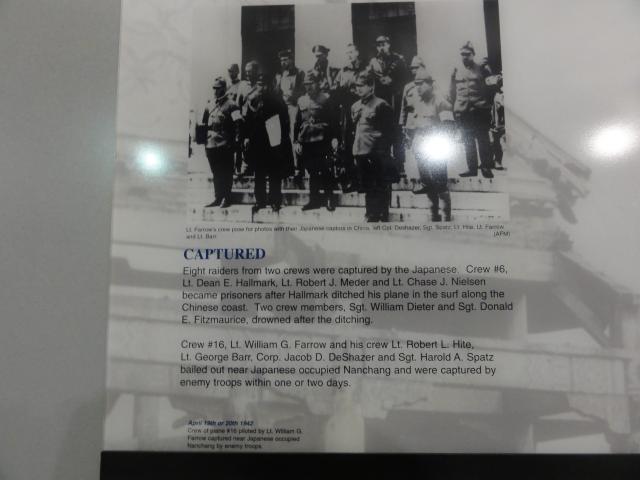 Lt. Farrow's crew pose for photos with their Japanese captors in China, left Cpl. Deshazer, Sgt. Spatz, Lt. Hite, Lt. Farrow
and Lt. Barr (AFM)
CAPTURED
Eight raiders from two crews were captured by the Japanese. Crew #6,
Lt. Dean E. Hallmark, Lt. Robert J. Meder and Lt. Chase J. Nielsen
became prisoners after Hallmark ditched his plane in the surf along the
Chinese coast. Two crew members, Sgt. William Dieter and Sgt. Donald
E. Fitzmaurice, drowned after the ditching.
Crew #16, Lt. William G. Farrow and his crew Lt. Robert L. Hite,
Lt. George Barr, Corp. Jacob D. DeShazer and Sgt. Harold A. Spatz
bailed out near Japanese occupied Nanchang and were captured by
enemy troops within one or two days.
April 19th or 20th 1942
Crew of plane #16 piloted by Lt. William G.
Farrow captured near Japanese occupied
Nanchang by enemy troops.